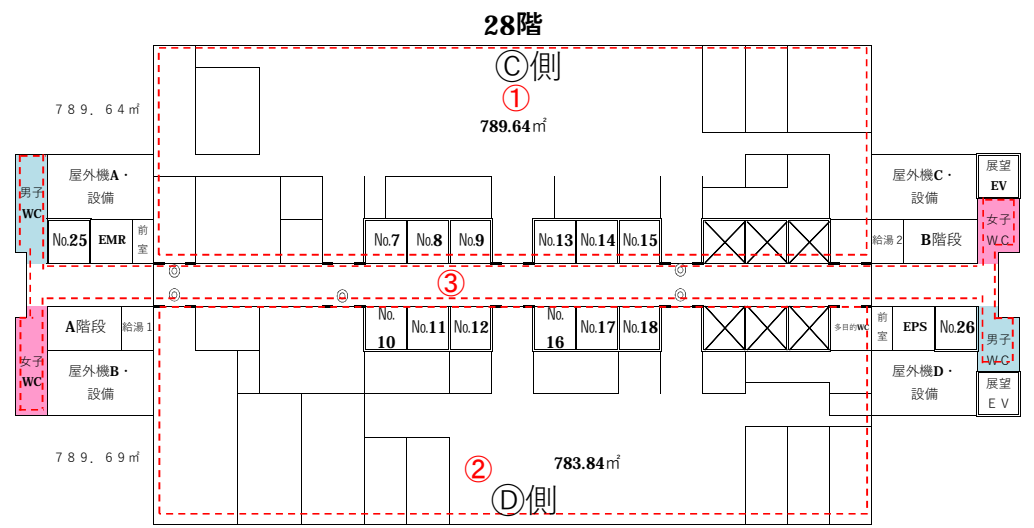 28階
Ⓒ側
①
789.64㎡
７８９．６４㎡
屋外機A・
設備
屋外機C・
設備
展望
EV
男子
WC
女子
WC
No.25
EMR
前
室
No.7
No.8
No.9
No.13
No.14
No.15
給湯２
B階段
◎
◎
③
◎
◎
◎
A階段
給湯１
No.
10
No.11
No.12
No.
16
No.17
No.18
多目的WC
前
室
EPS
No.26
女子
WC
男子
WC
屋外機B・
設備
屋外機D・
設備
展望
ＥＶ
７８９．６９㎡
②
783.84㎡
Ⓓ側